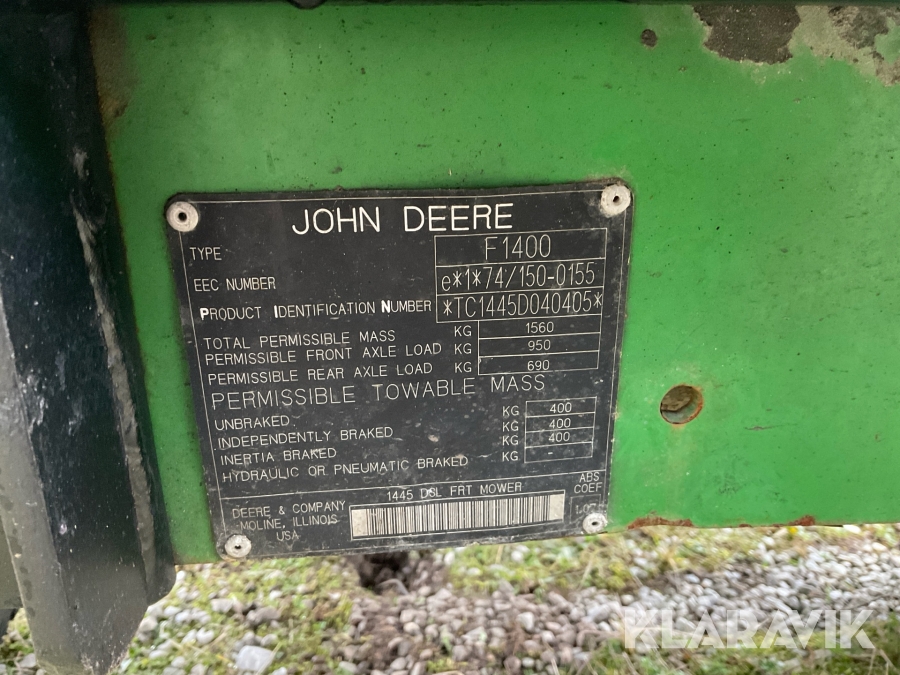 JOHN DEERE
TYPE F1400
EEC NUMBER e*1*74/150-0155
PRODUCT IDENTIFICATION NUMBER *TC1445D040405*
TOTAL PERMISSIBLE MASS KG 1560
PERMISSIBLE FRONT AXLE LOAD KG 950
PERMISSIBLE REAR AXLE LOAD KG 690
PERMISSIBLE TOWABLE MASS
UNBRAKED KG 400
INDEPENDENTLY BRAKED KG 400
INERTIA BRAKED KG 400
HYDRAULIC OR PNEUMATIC BRAKED KG -
1445 DSL FRT MOWER
ABS
COEF
DEERE & COMPANY
MOLINE, ILLINOIS
USA
KLARAVIK